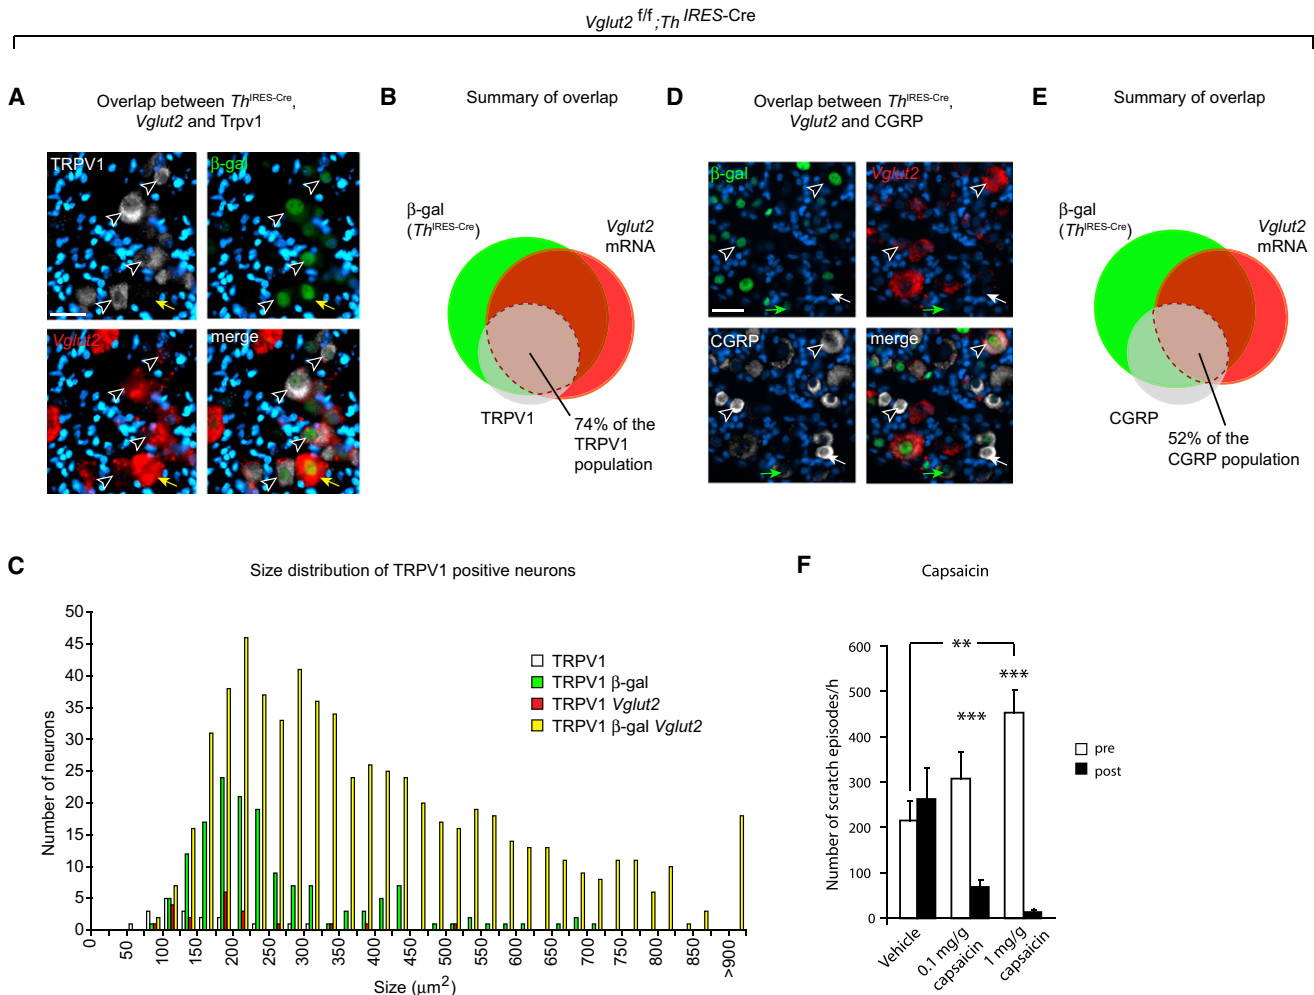 Vglut2 f/f ;Th IRES-Cre
A
Overlap between Th^IRES-Cre,
Vglut2 and Trpv1
TRPV1
β-gal
Vglut2
merge
B
Summary of overlap
β-gal
(Th^IRES-Cre)
Vglut2
mRNA
TRPV1
74% of the
TRPV1
population
D
Overlap between Th^IRES-Cre,
Vglut2 and CGRP
β-gal
Vglut2
CGRP
merge
E
Summary of overlap
β-gal
(Th^IRES-Cre)
Vglut2
mRNA
CGRP
52% of the
CGRP population
C
Size distribution of TRPV1 positive neurons
Number of neurons
50
45
40
35
30
25
20
15
10
5
0
TRPV1
TRPV1 β-gal
TRPV1 Vglut2
TRPV1 β-gal Vglut2
0
50
100
150
200
250
300
350
400
450
500
550
600
650
700
750
800
850
>900
Size (μm²)
F
Capsaicin
Number of scratch episodes/h
600
500
400
300
200
100
0
**
***
***
pre
post
Vehicle
0.1 mg/g
capsaicin
1 mg/g
capsaicin